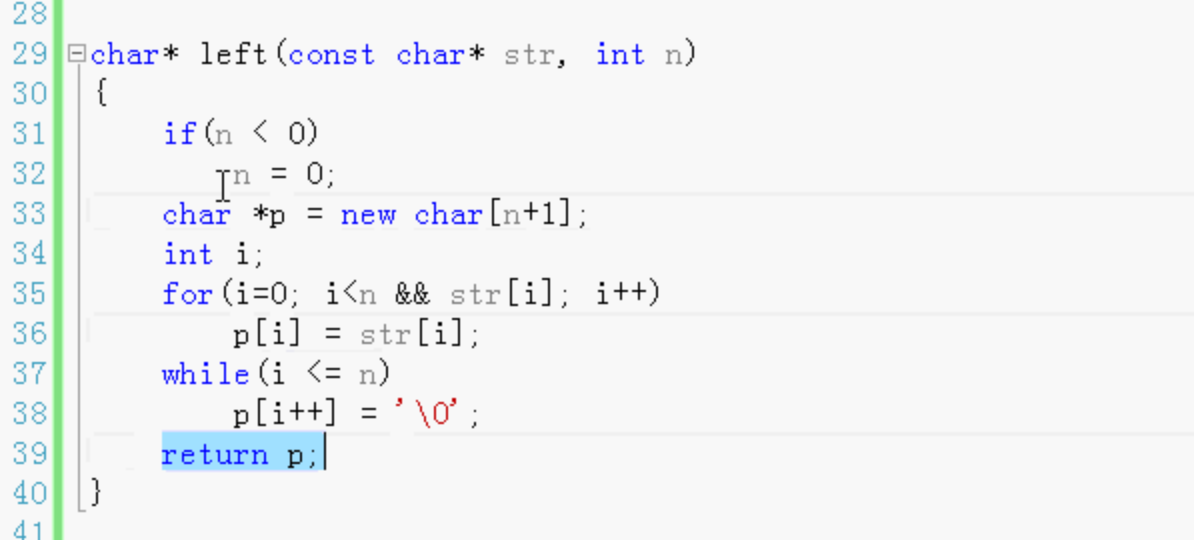 28
29 char* left(const char* str, int n)
30 {
31 if(n < 0)
32 n = 0;
33 char *p = new char[n+1];
34 int i;
35 for(i=0; i<n && str[i]; i++)
36 p[i] = str[i];
37 while(i <= n)
38 p[i++] = '\0';
39 return p;
40 }
41